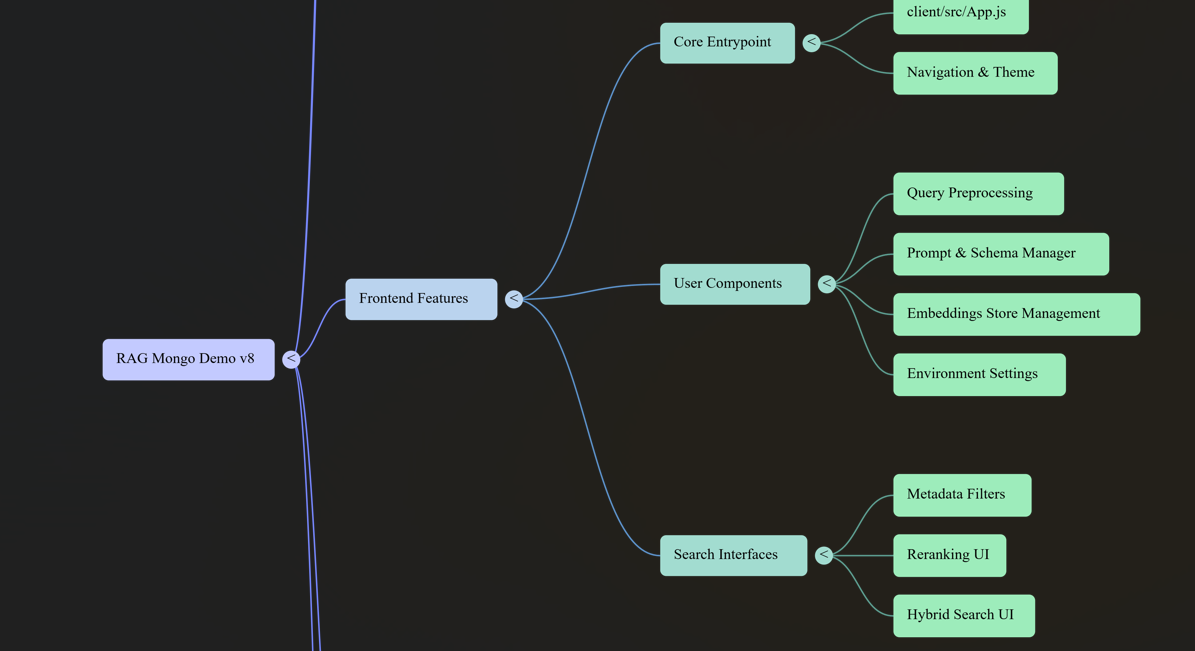 client/src/App.js
Core Entrypoint
<
Navigation & Theme
Query Preprocessing
Prompt & Schema Manager
User Components
<
Frontend Features
<
Embeddings Store Management
RAG Mongo Demo v8
<
Environment Settings
Metadata Filters
Search Interfaces
<
Reranking UI
Hybrid Search UI